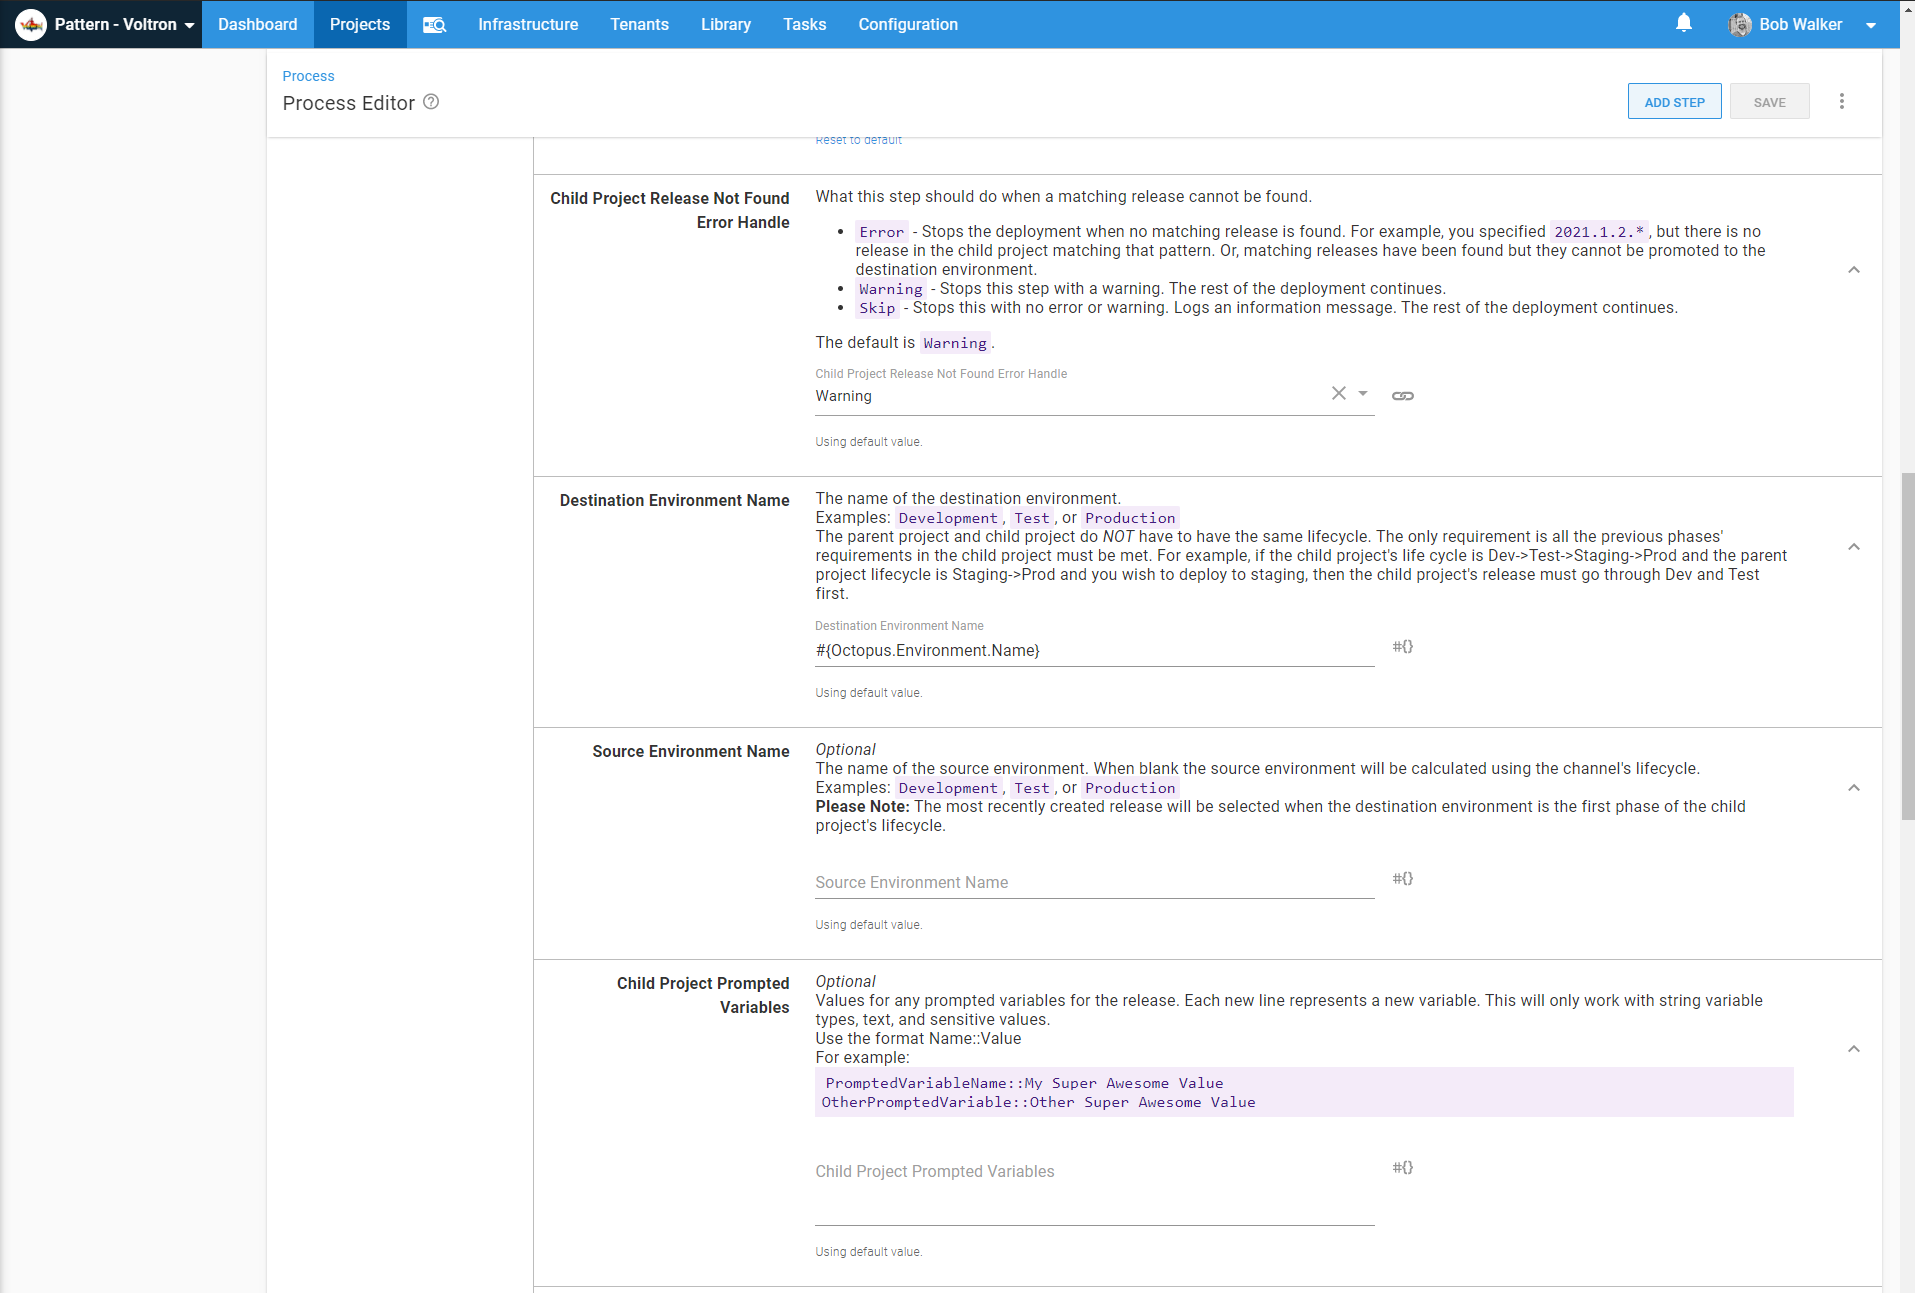 Pattern - Voltron
Dashboard
Projects
Infrastructure
Tenants
Library
Tasks
Configuration
Bob Walker
Process
Process Editor
ADD STEP
SAVE
Reset to default
Child Project Release Not Found
Error Handle
What this step should do when a matching release cannot be found.
• Error - Stops the deployment when no matching release is found. For example, you specified 2021.1.2.*, but there is no
release in the child project matching that pattern. Or, matching releases have been found but they cannot be promoted to the
destination environment.
• Warning - Stops this step with a warning. The rest of the deployment continues.
• Skip - Stops this with no error or warning. Logs an information message. The rest of the deployment continues.
The default is Warning.
Child Project Release Not Found Error Handle
Warning
Using default value.
Destination Environment Name
The name of the destination environment.
Examples: Development, Test, or Production
The parent project and child project do NOT have to have the same lifecycle. The only requirement is all the previous phases'
requirements in the child project must be met. For example, if the child project's life cycle is Dev->Test->Staging->Prod and the parent
project lifecycle is Staging->Prod and you wish to deploy to staging, then the child project's release must go through Dev and Test
first.
Destination Environment Name
#{Octopus.Environment.Name}
#{}
Using default value.
Source Environment Name
Optional
The name of the source environment. When blank the source environment will be calculated using the channel's lifecycle.
Examples: Development, Test, or Production
Please Note: The most recently created release will be selected when the destination environment is the first phase of the child
project's lifecycle.
Source Environment Name
#{}
Using default value.
Child Project Prompted
Variables
Optional
Values for any prompted variables for the release. Each new line represents a new variable. This will only work with string variable
types, text, and sensitive values.
Use the format Name::Value
For example:
PromptedVariableName::My Super Awesome Value
OtherPromptedVariable::Other Super Awesome Value
Child Project Prompted Variables
#{}
Using default value.